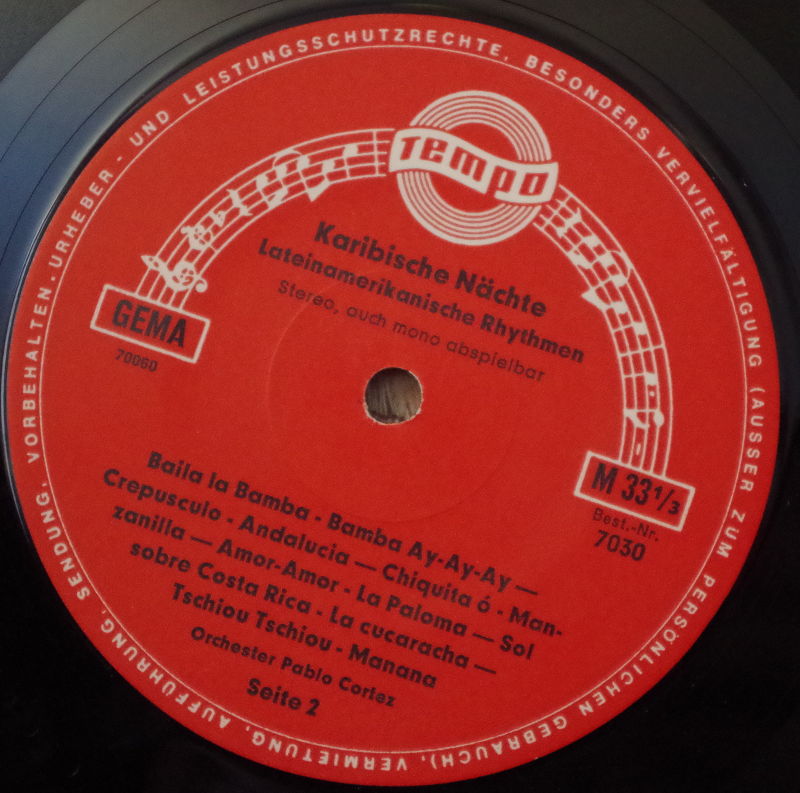 URHEBER - UND LEISTUNGSSCHUTZRECHTE, BESONDERS VERVIELFÄLTIGUNG (AUSSER ZUM PERSÖNLICHEN GEBRAUCH), VERMIETUNG, AUFFÜHRUNG, SENDUNG, VORBEHALTEN -
TEMPO
Karibische Nächte
Lateinamerikanische Rhythmen
Stereo, auch mono abspielbar
GEMA
70060
M 33 1/3
Best.-Nr.
7030
Baila la Bamba - Bamba Ay-Ay-Ay —
Crepusculo - Andalucia — Chiquita ó - Man-
zanilla — Amor-Amor - La Paloma — Sol
sobre Costa Rica - La cucaracha —
Tschiou Tschiou - Manana
Orchester Pablo Cortez
Seite 2